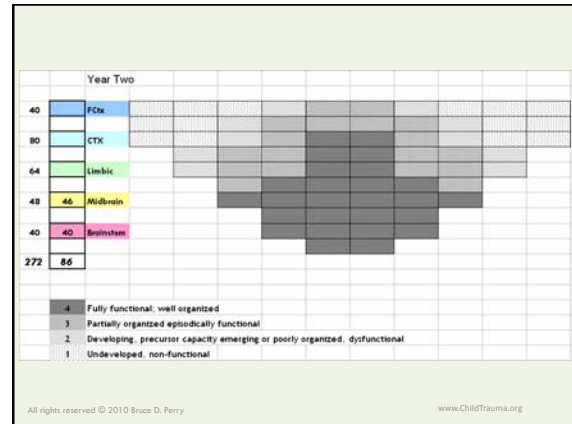 Year Two
40 FCtx
80 CTX
64 Limbic
48 46 Midbrain
40 40 Brainstem
272 86
4 Fully functional; well organized
3 Partially organized episodically functional
2 Developing, precursor capacity emerging or poorly organized, dysfunctional
1 Undeveloped, non-functional
All rights reserved © 2010 Bruce D. Perry
www.ChildTrauma.org